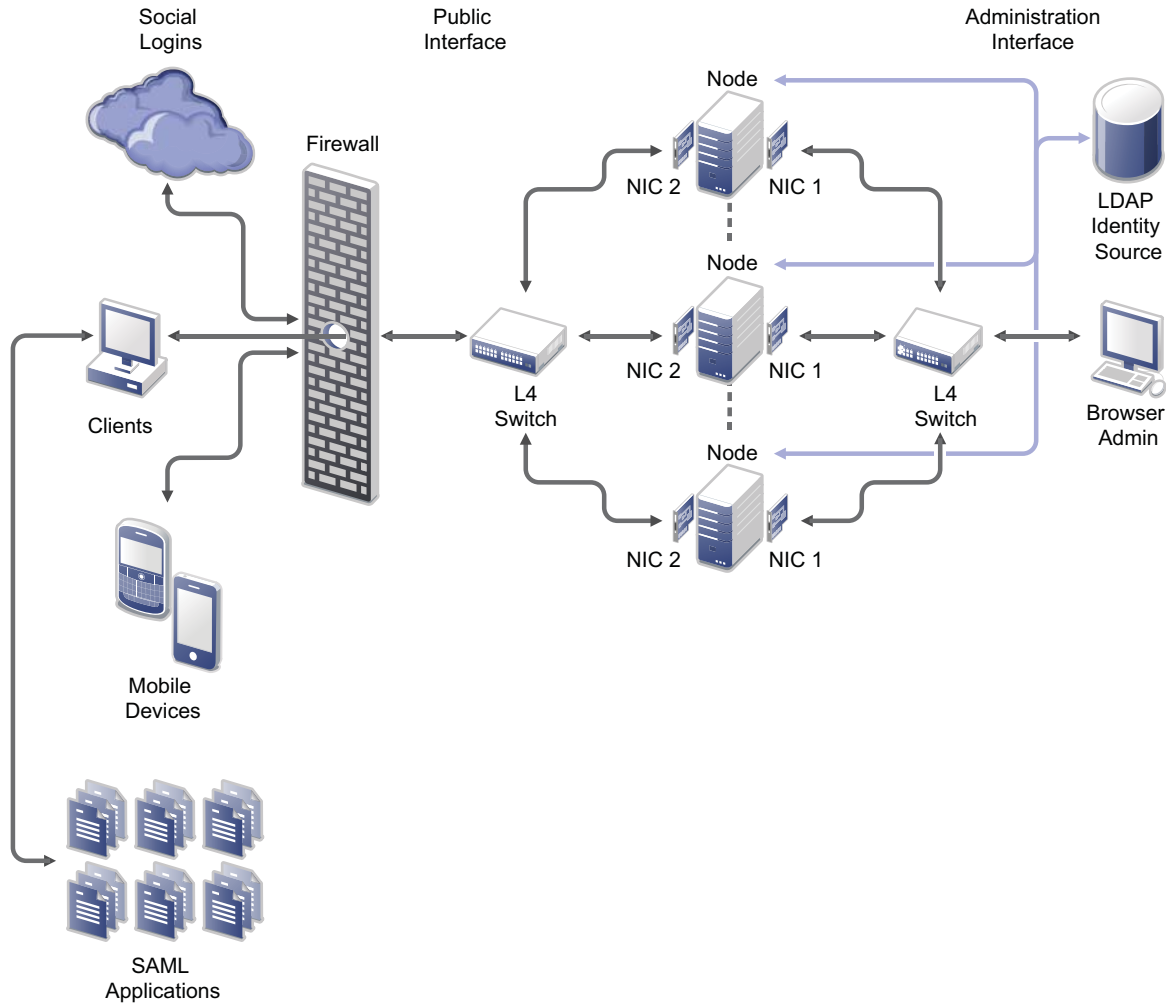 Social
Logins
Public
Interface
Administration
Interface
Node
Firewall
NIC 2
NIC 1
LDAP
Identity
Source
Node
NIC 2
NIC 1
Clients
L4
Switch
L4
Switch
Browser
Admin
Node
NIC 2
NIC 1
Mobile
Devices
SAML
Applications